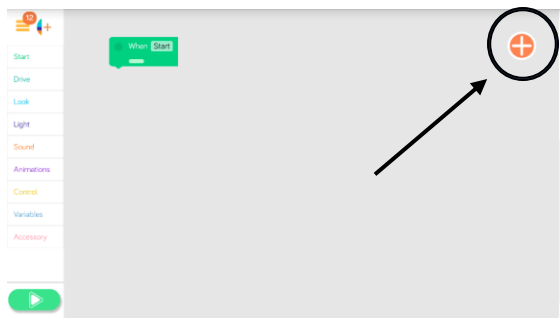 12
When Start
Start
Drive
Look
Light
Sound
Animations
Control
Variables
Accessory